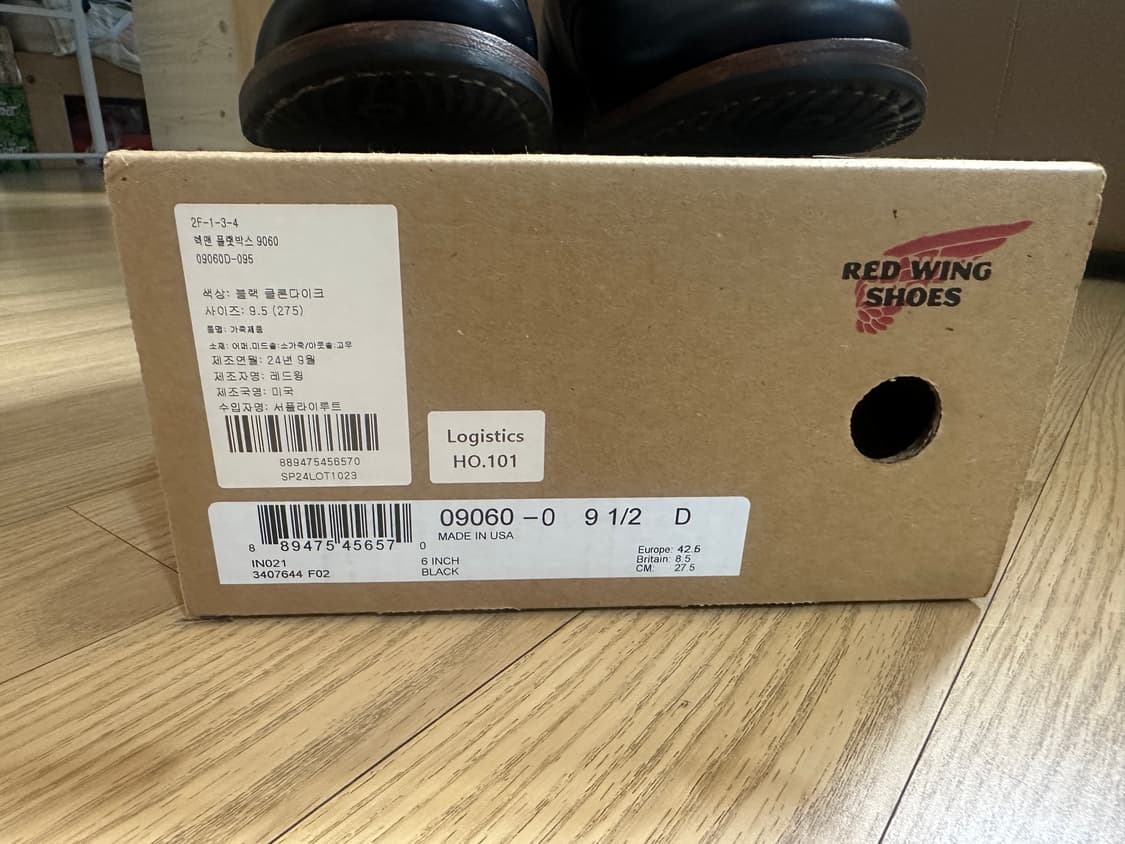 2F-1-3-4
벡맨 플랫박스 9060
09060D-095
색상: 블랙 클론다이크
사이즈: 9.5 (275)
품명: 가죽제품
소재: 어퍼,미드솔:소가죽/아웃솔:고무
제조연월: 24년 9월
제조자명: 레드윙
제조국명: 미국
수입자명: 서플라이루트
889475456570
SP24LOT1023
Logistics
HO.101
RED WING
SHOES
09060 -0 9 1/2 D
MADE IN USA
8 89475 45657 0
IN021
3407644 F02
6 INCH
BLACK
Europe: 42.5
Britain: 8.5
CM: 27.5